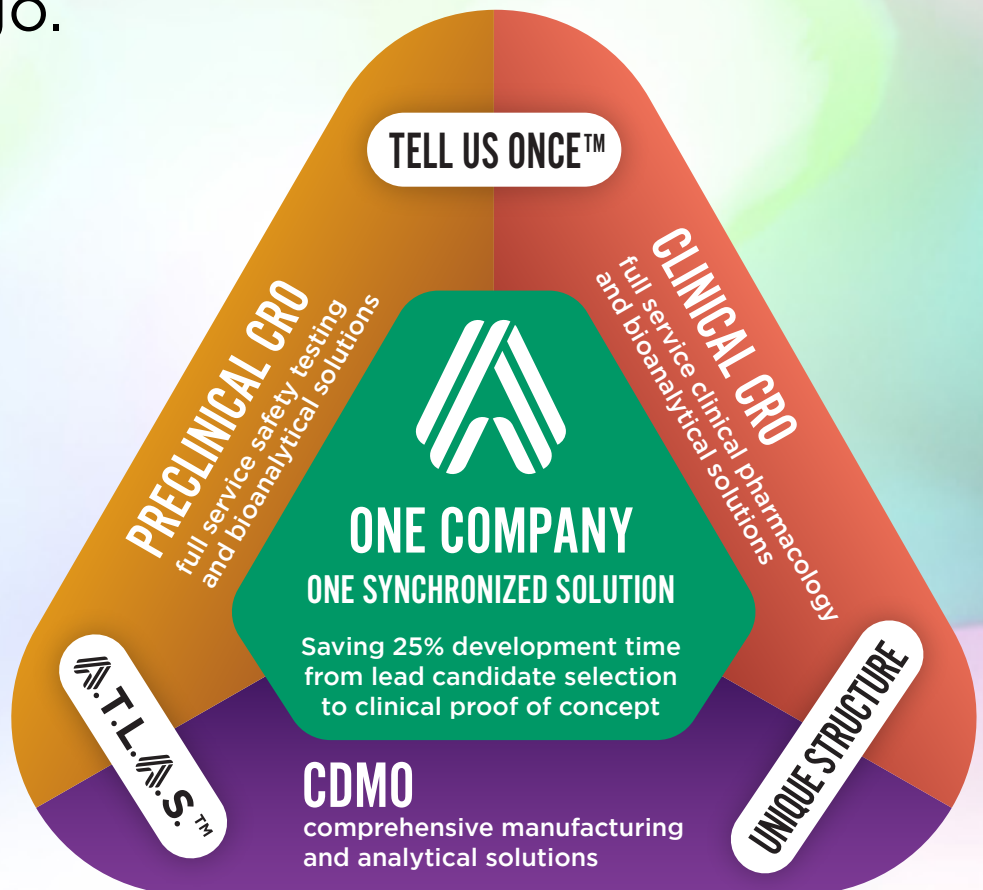 go.
TELL US ONCE™
PRECLINICAL CRO
full service safety testing
and bioanalytical solutions
CLINICAL CRO
full service clinical pharmacology
and bioanalytical solutions
ONE COMPANY
ONE SYNCHRONIZED SOLUTION
Saving 25% development time
from lead candidate selection
to clinical proof of concept
A.T.L.A.S.™
UNIQUE STRUCTURE
CDMO
comprehensive manufacturing
and analytical solutions